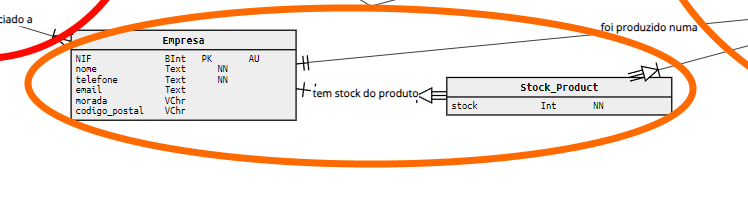 ciado a
foi produzido numa
Empresa
NIF BInt PK AU
nome Text NN
telefone Text NN
email Text
morada VChr
codigo_postal VChr
tem stock do produto
Stock_Product
stock Int NN